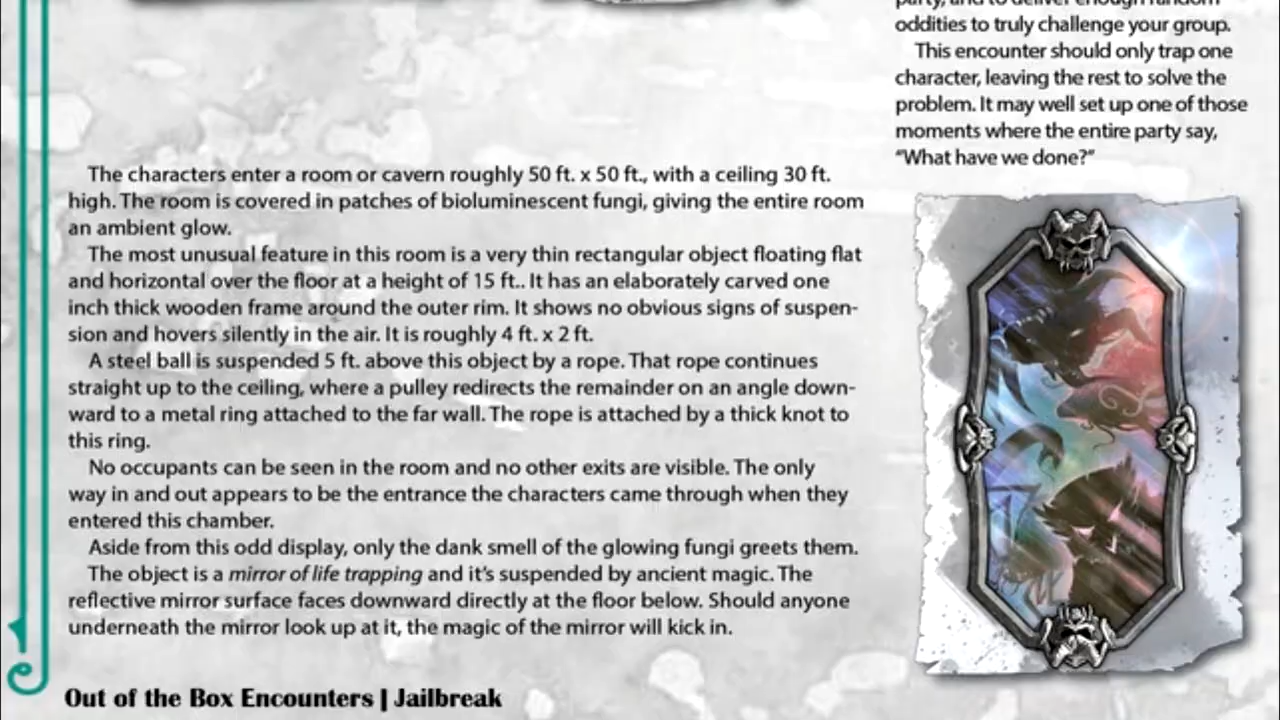 The characters enter a room or cavern roughly 50 ft. x 50 ft., with a ceiling 30 ft.
high. The room is covered in patches of bioluminescent fungi, giving the entire room
an ambient glow.
The most unusual feature in this room is a very thin rectangular object floating flat
and horizontal over the floor at a height of 15 ft.. It has an elaborately carved one
inch thick wooden frame around the outer rim. It shows no obvious signs of suspen-
sion and hovers silently in the air. It is roughly 4 ft. x 2 ft.
A steel ball is suspended 5 ft. above this object by a rope. That rope continues
straight up to the ceiling, where a pulley redirects the remainder on an angle down-
ward to a metal ring attached to the far wall. The rope is attached by a thick knot to
this ring.
No occupants can be seen in the room and no other exits are visible. The only
way in and out appears to be the entrance the characters came through when they
entered this chamber.
Aside from this odd display, only the dank smell of the glowing fungi greets them.
The object is a mirror of life trapping and it's suspended by ancient magic. The
reflective mirror surface faces downward directly at the floor below. Should anyone
underneath the mirror look up at it, the magic of the mirror will kick in.
party, and to deliver enough random
oddities to truly challenge your group.
This encounter should only trap one
character, leaving the rest to solve the
problem. It may well set up one of those
moments where the entire party say,
“What have we done?”
Out of the Box Encounters | Jailbreak